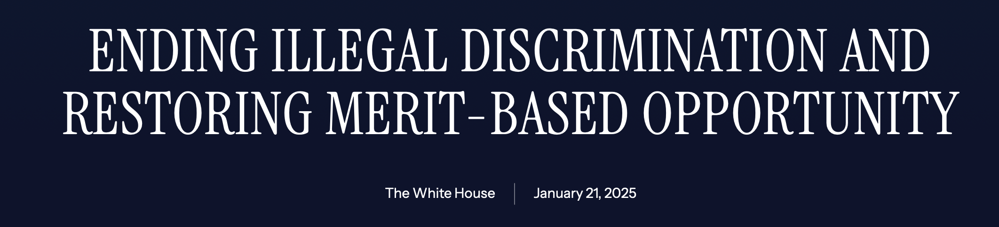 ENDING ILLEGAL DISCRIMINATION AND
RESTORING MERIT-BASED OPPORTUNITY
The White House | January 21, 2025